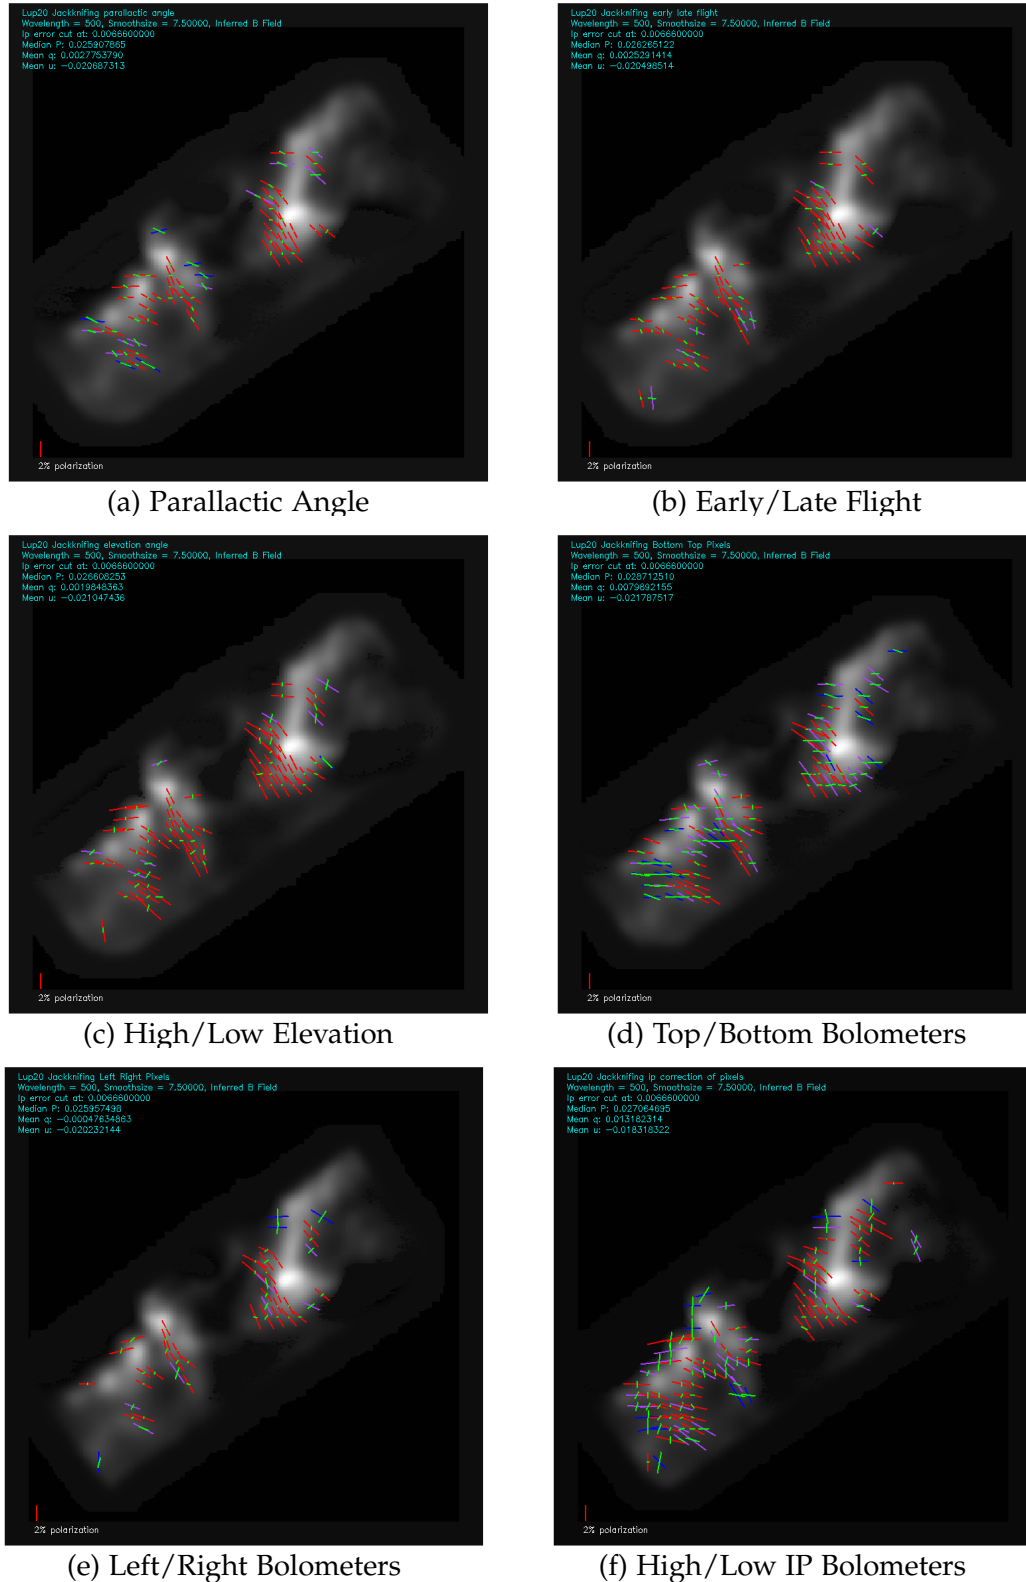 Lup20 Jackknifing parallactic angle
Wavelength = 500, Smoothsize = 7.50000, Inferred B Field
Ip error cut at: 0.0066600000
Median P: 0.025907865
Mean q: 0.0027753790
Mean u: −0.020687313
2% polarization
(a) Parallactic Angle
Lup20 Jackknifing early late flight
Wavelength = 500, Smoothsize = 7.50000, Inferred B Field
Ip error cut at: 0.0066600000
Median P: 0.026265122
Mean q: 0.0025291414
Mean u: −0.020498514
2% polarization
(b) Early/Late Flight
Lup20 Jackknifing elevation angle
Wavelength = 500, Smoothsize = 7.50000, Inferred B Field
Ip error cut at: 0.0066600000
Median P: 0.026606253
Mean q: 0.0019848363
Mean u: −0.021047436
2% polarization
(c) High/Low Elevation
Lup20 Jackknifing Bottom Top Pixels
Wavelength = 500, Smoothsize = 7.50000, Inferred B Field
Ip error cut at: 0.0066600000
Median P: 0.028712510
Mean q: 0.0079892155
Mean u: −0.021787517
2% polarization
(d) Top/Bottom Bolometers
Lup20 Jackknifing Left Right Pixels
Wavelength = 500, Smoothsize = 7.50000, Inferred B Field
Ip error cut at: 0.0066600000
Median P: 0.025957498
Mean q: −0.00047634863
Mean u: −0.020232144
2% polarization
(e) Left/Right Bolometers
Lup20 Jackknifing ip correction of pixels
Wavelength = 500, Smoothsize = 7.50000, Inferred B Field
Ip error cut at: 0.0066600000
Median P: 0.027064695
Mean q: 0.013182314
Mean u: −0.018318322
2% polarization
(f) High/Low IP Bolometers